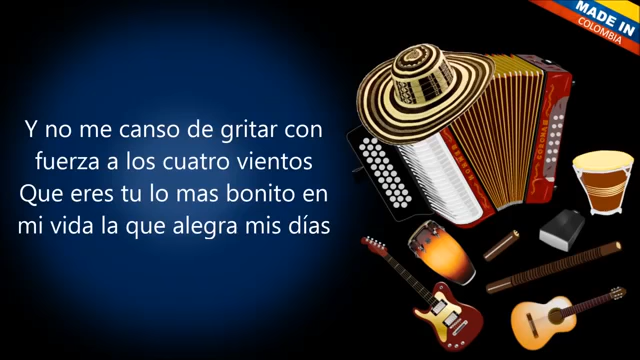 MADE IN
COLOMBIA
Y no me canso de gritar con
fuerza a los cuatro vientos
Que eres tu lo mas bonito en
mi vida la que alegra mis días